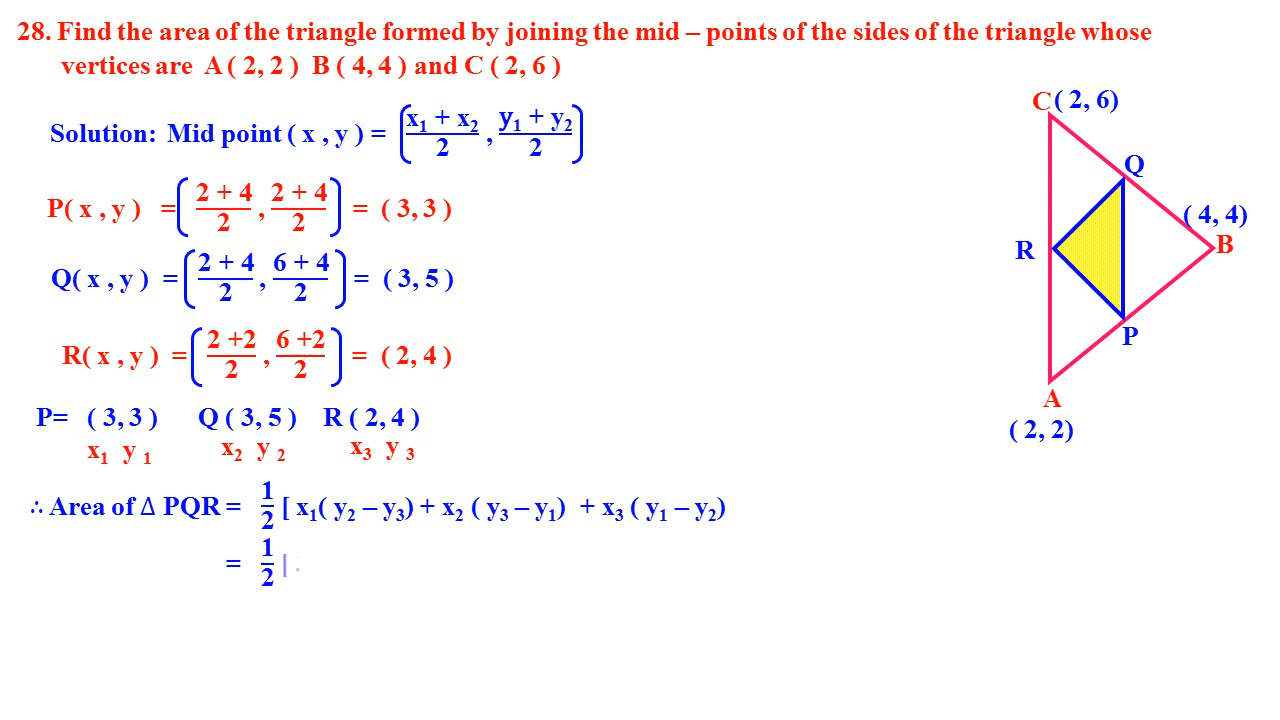 28. Find the area of the triangle formed by joining the mid – points of the sides of the triangle whose
vertices are A ( 2, 2 ) B ( 4, 4 ) and C ( 2, 6 )
Solution: Mid point ( x , y ) = ( x₁ + x₂ / 2 , y₁ + y₂ / 2 )
P( x , y ) = ( 2 + 4 / 2 , 2 + 4 / 2 ) = ( 3, 3 )
Q( x , y ) = ( 2 + 4 / 2 , 6 + 4 / 2 ) = ( 3, 5 )
R( x , y ) = ( 2 +2 / 2 , 6 +2 / 2 ) = ( 2, 4 )
P= ( 3, 3 ) Q ( 3, 5 ) R ( 2, 4 )
x₁ y ₁ x₂ y ₂ x₃ y ₃
∴ Area of Δ PQR = 1/2 [ x₁( y₂ – y₃) + x₂ ( y₃ – y₁) + x₃ ( y₁ – y₂)
= 1/2 [
C ( 2, 6)
Q
( 4, 4)
B
R
P
A
( 2, 2)